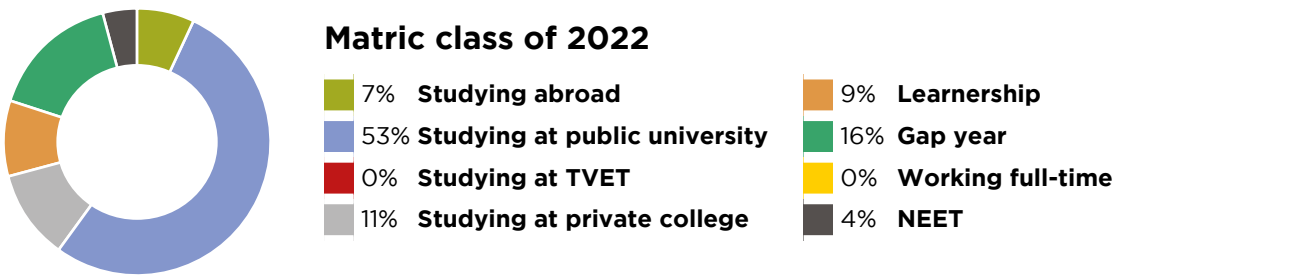 Matric class of 2022
7% Studying abroad
53% Studying at public university
0% Studying at TVET
11% Studying at private college
9% Learnership
16% Gap year
0% Working full-time
4% NEET